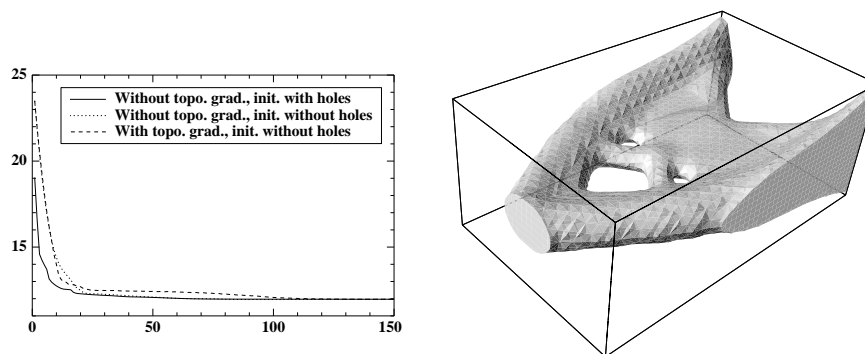 25
Without topo. grad., init. with holes
Without topo. grad., init. without holes
With topo. grad., init. without holes
20
15
0
50
100
150